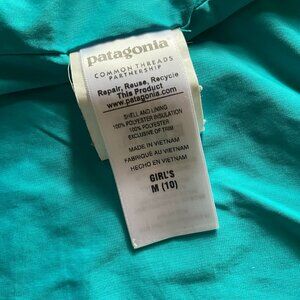 patagonia
COMMON THREADS
PARTNERSHIP
Repair, Reuse, Recycle
This Product
www.patagonia.com
SHELL AND LINING
100% POLYESTER INSULATION
100% POLYESTER
EXCLUSIVE OF TRIM
MADE IN VIETNAM
FABRIQUÉ AU VIETNAM
HECHO EN VIETNAM
GIRL'S
M (10)